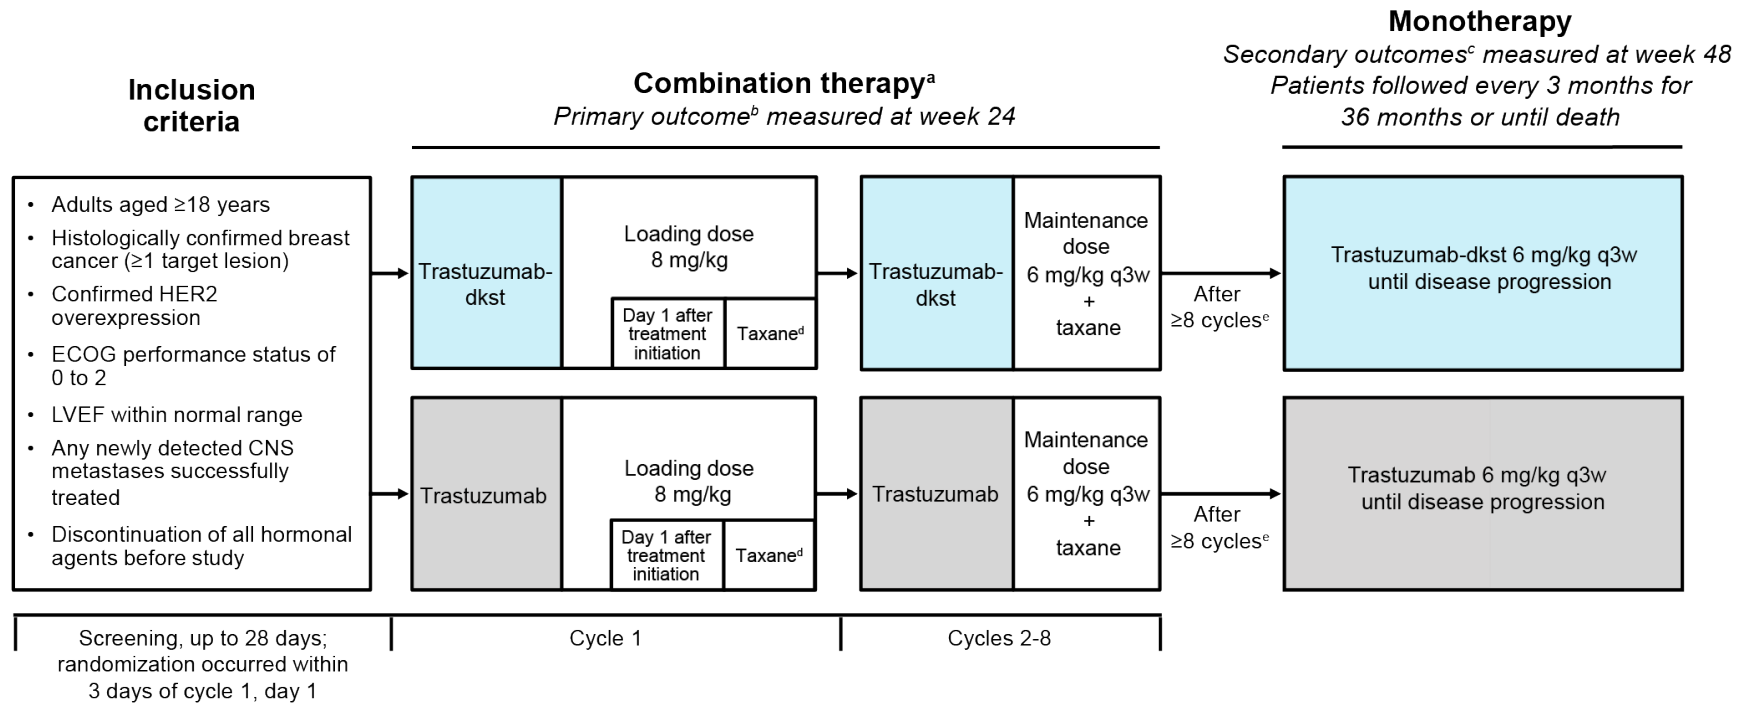 Inclusion
criteria
Combination therapyᵃ
Primary outcomeᵇ measured at week 24
Monotherapy
Secondary outcomesᶜ measured at week 48
Patients followed every 3 months for
36 months or until death
• Adults aged ≥18 years
• Histologically confirmed breast
cancer (≥1 target lesion)
• Confirmed HER2
overexpression
• ECOG performance status of
0 to 2
• LVEF within normal range
• Any newly detected CNS
metastases successfully
treated
• Discontinuation of all hormonal
agents before study
Trastuzumab-
dkst
Loading dose
8 mg/kg
Day 1 after
treatment
initiation
Taxaneᵈ
Trastuzumab-
dkst
Maintenance
dose
6 mg/kg q3w
+
taxane
After
≥8 cyclesᵉ
Trastuzumab-dkst 6 mg/kg q3w
until disease progression
Trastuzumab
Loading dose
8 mg/kg
Day 1 after
treatment
initiation
Taxaneᵈ
Trastuzumab
Maintenance
dose
6 mg/kg q3w
+
taxane
After
≥8 cyclesᵉ
Trastuzumab 6 mg/kg q3w
until disease progression
Screening, up to 28 days;
randomization occurred within
3 days of cycle 1, day 1
Cycle 1
Cycles 2-8